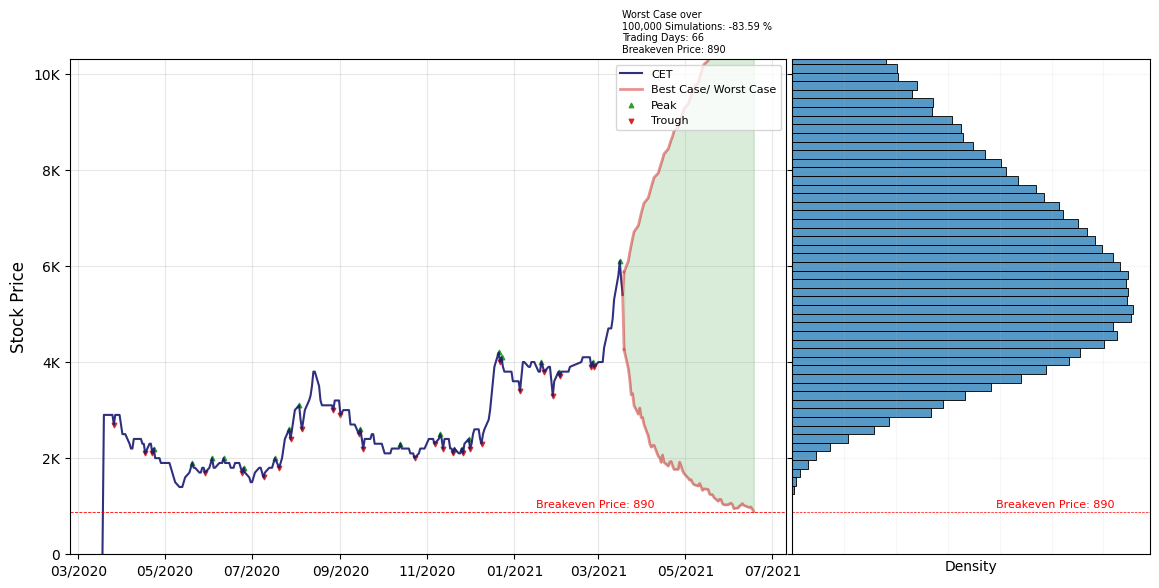 Worst Case over
100,000 Simulations: -83.59 %
Trading Days: 66
Breakeven Price: 890
CET
Best Case/ Worst Case
Peak
Trough
10K
8K
6K
4K
2K
0
Stock Price
Breakeven Price: 890
Breakeven Price: 890
03/2020
05/2020
07/2020
09/2020
11/2020
01/2021
03/2021
05/2021
07/2021
Density